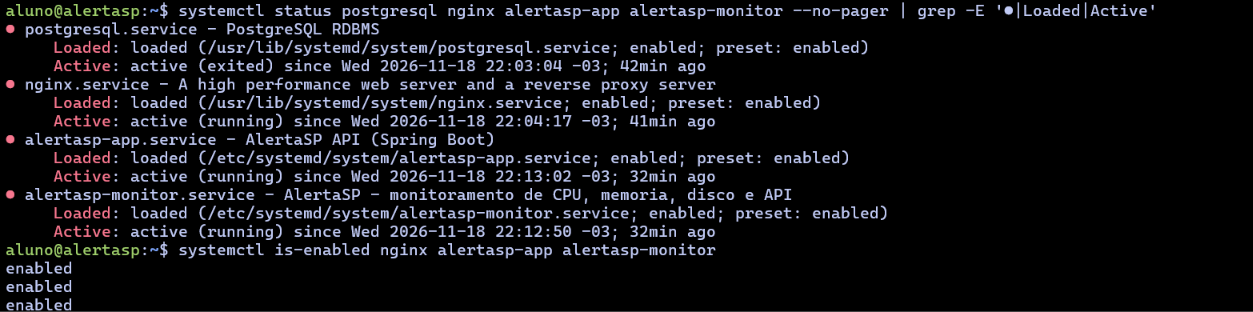 aluno@alertasp:~$ systemctl status postgresql nginx alertasp-app alertasp-monitor --no-pager | grep -E '●|Loaded|Active'
● postgresql.service - PostgreSQL RDBMS
     Loaded: loaded (/usr/lib/systemd/system/postgresql.service; enabled; preset: enabled)
     Active: active (exited) since Wed 2026-11-18 22:03:04 -03; 42min ago
● nginx.service - A high performance web server and a reverse proxy server
     Loaded: loaded (/usr/lib/systemd/system/nginx.service; enabled; preset: enabled)
     Active: active (running) since Wed 2026-11-18 22:04:17 -03; 41min ago
● alertasp-app.service - AlertaSP API (Spring Boot)
     Loaded: loaded (/etc/systemd/system/alertasp-app.service; enabled; preset: enabled)
     Active: active (running) since Wed 2026-11-18 22:13:02 -03; 32min ago
● alertasp-monitor.service - AlertaSP - monitoramento de CPU, memoria, disco e API
     Loaded: loaded (/etc/systemd/system/alertasp-monitor.service; enabled; preset: enabled)
     Active: active (running) since Wed 2026-11-18 22:12:50 -03; 32min ago
aluno@alertasp:~$ systemctl is-enabled nginx alertasp-app alertasp-monitor
enabled
enabled
enabled